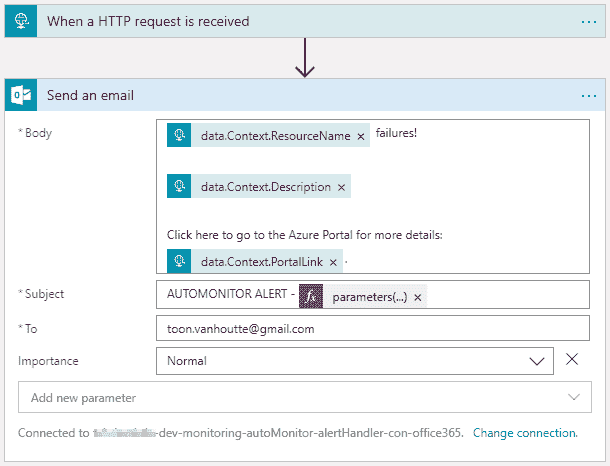 When a HTTP request is received ...
Send an email ...
* Body
data.Context.ResourceName × failures!
data.Context.Description ×
Click here to go to the Azure Portal for more details:
data.Context.PortalLink × .
* Subject AUTOMONITOR ALERT - fx parameters(...) ×
* To toon.vanhoutte@gmail.com
Importance Normal
Add new parameter
Connected to -dev-monitoring-autoMonitor-alertHandler-con-office365. Change connection.